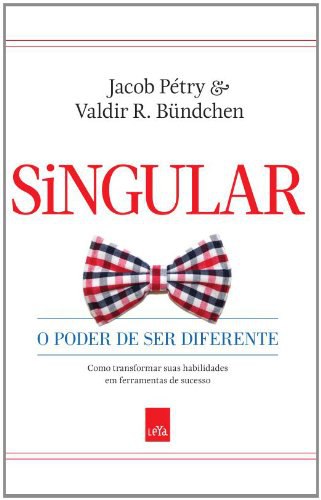 Jacob Pétry &
Valdir R. Bündchen
SiNGULAR
O PODER DE SER DIFERENTE
Como transformar suas habilidades
em ferramentas de sucesso
LeYa